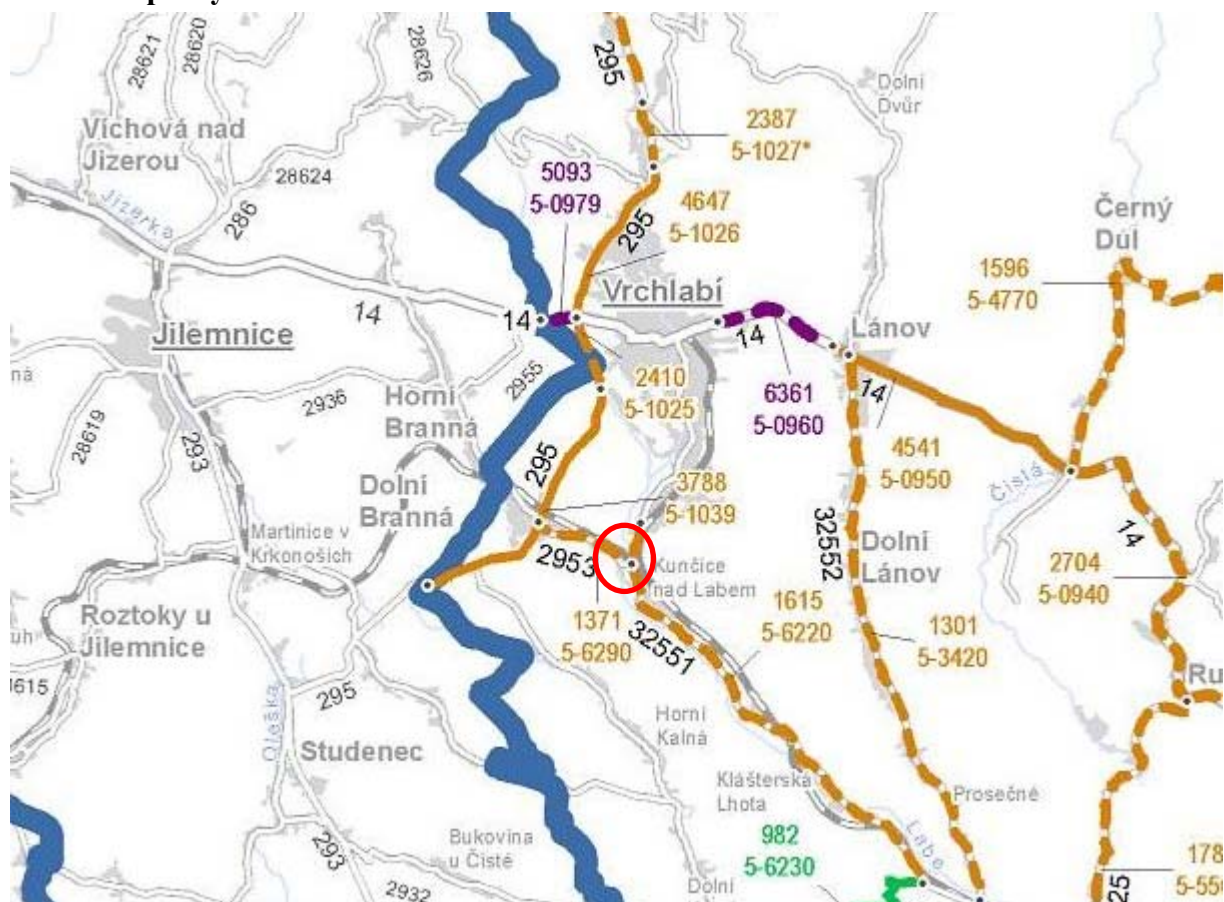 295
28620
28621
28626
Dolní
Dvůr
2387
5-1027*
Víchová nad
Jizerou
5093
5-0979
28624
4647
5-1026
Jizerka
286
295
Černý
Důl
1596
5-4770
Vrchlabí
14
14
14
Lánov
Jilemnice
2955
2410
5-1025
14
6361
5-0960
2936
Horní
Branná
28619
4541
5-0950
293
295
3788
5-1039
Čistá
Dolní
Branná
14
32552
Martinice v
Krkonoších
2953
Kunčice
nad Labem
Dolní
Lánov
2704
5-0940
1371
5-6290
1615
5-6220
Roztoky u
Jilemnice
32551
1301
5-3420
1615
295
Oleška
Horní
Kalná
Studenec
Klášterská
Lhota
Prosečné
982
5-6230
Labe
Bukovina
u Čisté
293
2932
Dolní
25